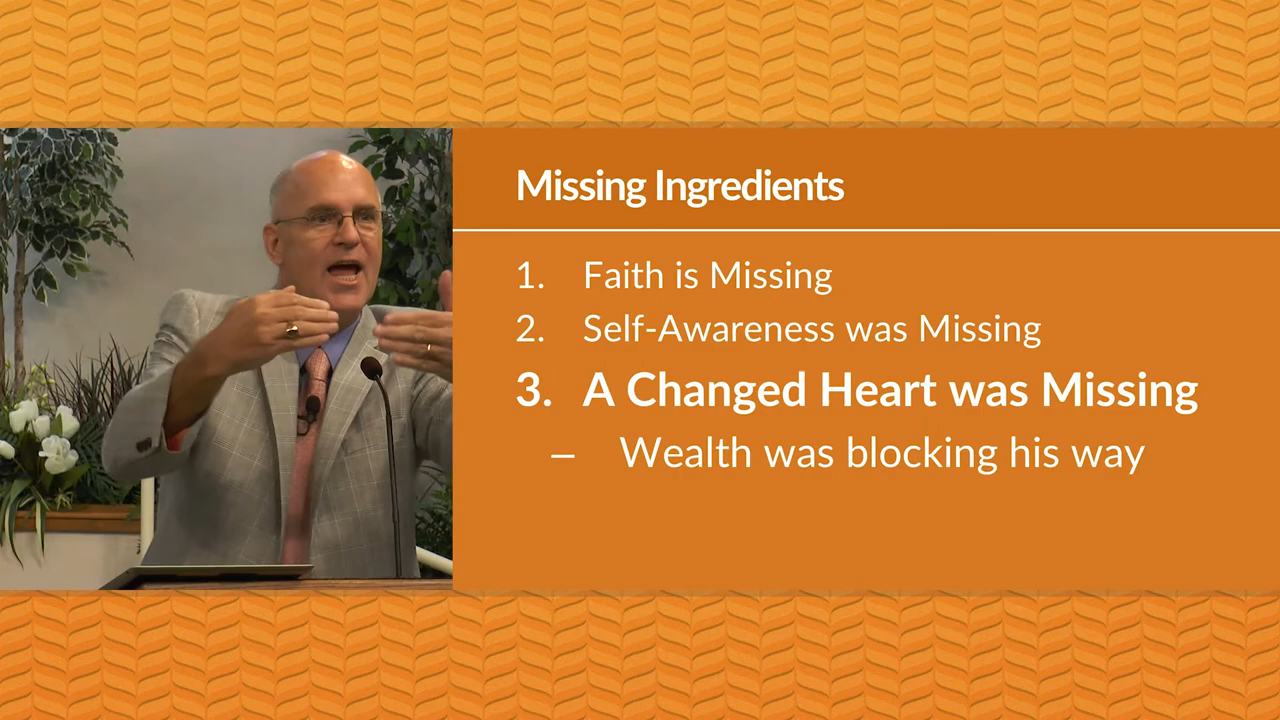 Missing Ingredients
1. Faith is Missing
2. Self-Awareness was Missing
3. A Changed Heart was Missing
– Wealth was blocking his way